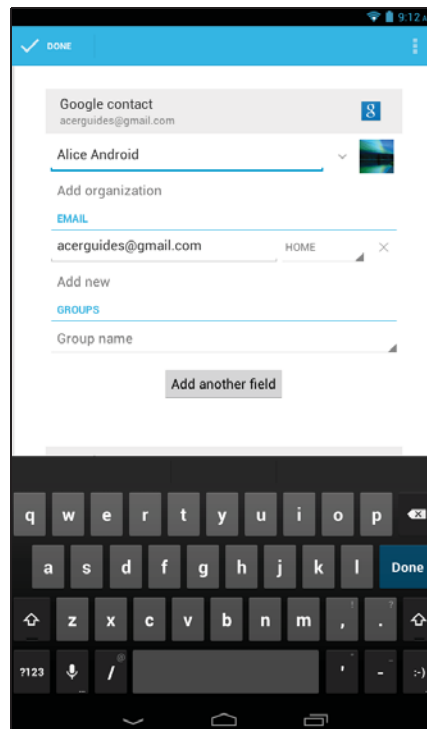 9:12 A
DONE
Google contact
acerguides@gmail.com
8
Alice Android
Add organization
EMAIL
acerguides@gmail.com HOME
Add new
GROUPS
Group name
Add another field
q w e r t y u i o p
a s d f g h j k l Done
! ?
z x c v b n m , .
@ " _
?123 / ' - :-)